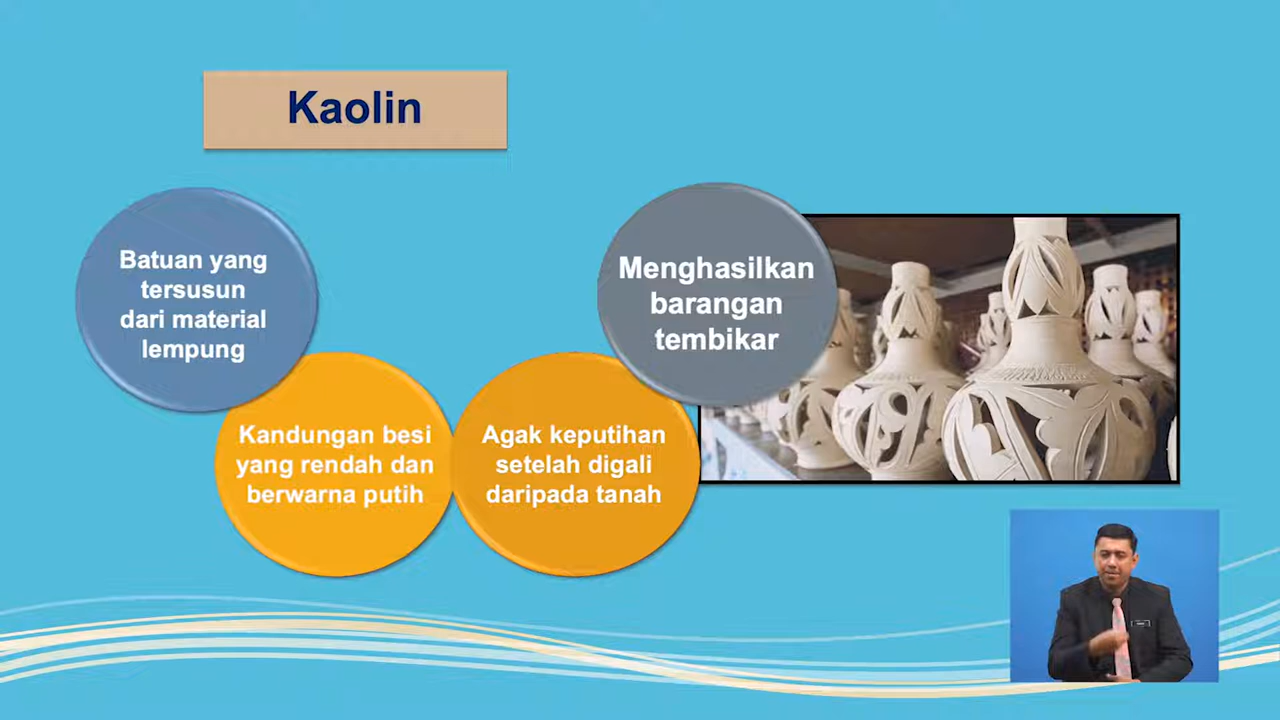 Kaolin
Batuan yang
tersusun
dari material
lempung
Kandungan besi
yang rendah dan
berwarna putih
Agak keputihan
setelah digali
daripada tanah
Menghasilkan
barangan
tembikar